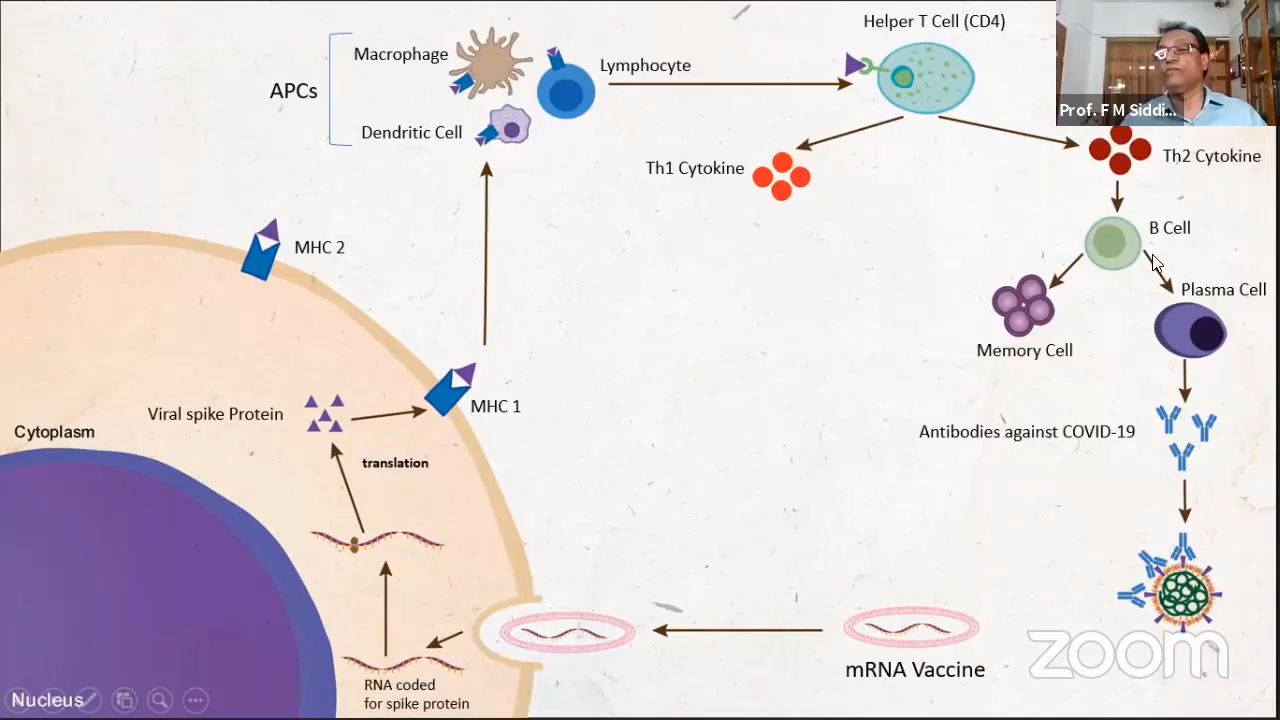 Helper T Cell (CD4)
Macrophage
APCs
Lymphocyte
Dendritic Cell
Prof. F M Siddi...
Th1 Cytokine
Th2 Cytokine
B Cell
MHC 2
Plasma Cell
Memory Cell
MHC 1
Viral spike Protein
Cytoplasm
Antibodies against COVID-19
translation
mRNA Vaccine
RNA coded
for spike protein
Nucleus
zoom